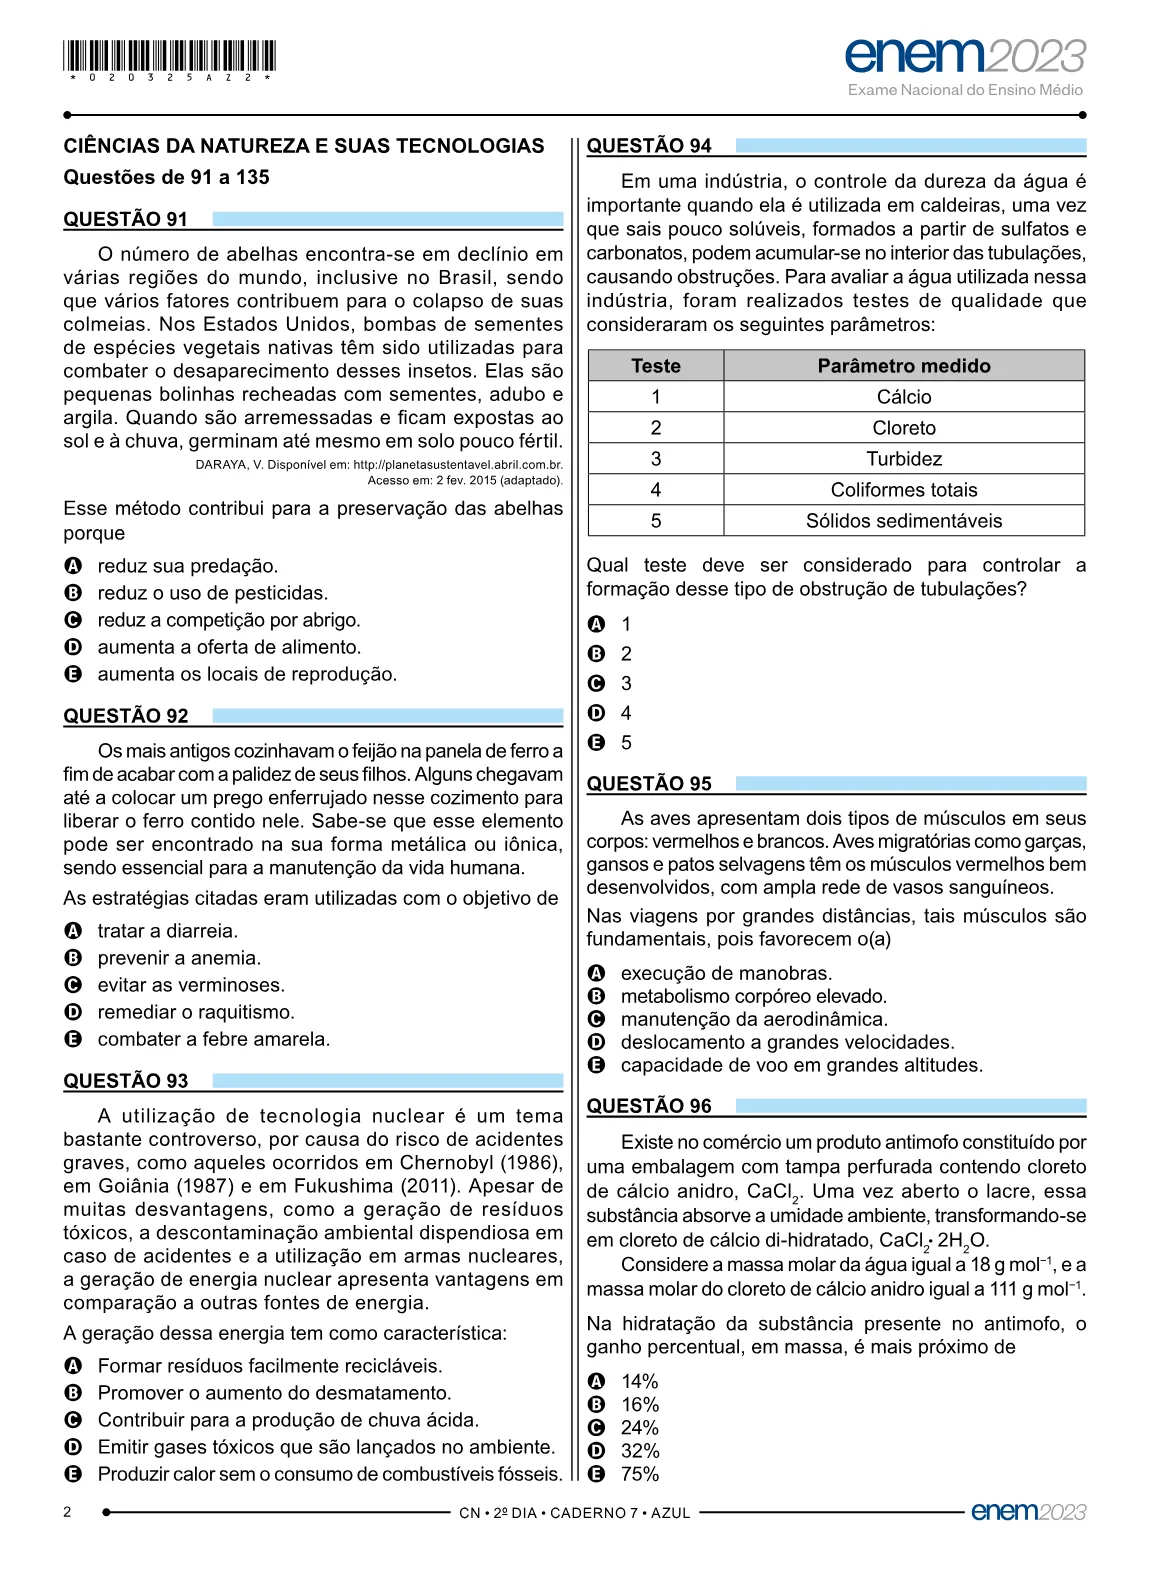 *020325AZ2*
enem2023
Exame Nacional do Ensino Médio
CIÊNCIAS DA NATUREZA E SUAS TECNOLOGIAS
Questões de 91 a 135
QUESTÃO 91
O número de abelhas encontra-se em declínio em
várias regiões do mundo, inclusive no Brasil, sendo
que vários fatores contribuem para o colapso de suas
colmeias. Nos Estados Unidos, bombas de sementes
de espécies vegetais nativas têm sido utilizadas para
combater o desaparecimento desses insetos. Elas são
pequenas bolinhas recheadas com sementes, adubo e
argila. Quando são arremessadas e ficam expostas ao
sol e à chuva, germinam até mesmo em solo pouco fértil.
DARAYA, V. Disponível em: http://planetasustentavel.abril.com.br.
Acesso em: 2 fev. 2015 (adaptado).
Esse método contribui para a preservação das abelhas
porque
A reduz sua predação.
B reduz o uso de pesticidas.
C reduz a competição por abrigo.
D aumenta a oferta de alimento.
E aumenta os locais de reprodução.
QUESTÃO 92
Os mais antigos cozinhavam o feijão na panela de ferro a
fim de acabar com a palidez de seus filhos. Alguns chegavam
até a colocar um prego enferrujado nesse cozimento para
liberar o ferro contido nele. Sabe-se que esse elemento
pode ser encontrado na sua forma metálica ou iônica,
sendo essencial para a manutenção da vida humana.
As estratégias citadas eram utilizadas com o objetivo de
A tratar a diarreia.
B prevenir a anemia.
C evitar as verminoses.
D remediar o raquitismo.
E combater a febre amarela.
QUESTÃO 93
A utilização de tecnologia nuclear é um tema
bastante controverso, por causa do risco de acidentes
graves, como aqueles ocorridos em Chernobyl (1986),
em Goiânia (1987) e em Fukushima (2011). Apesar de
muitas desvantagens, como a geração de resíduos
tóxicos, a descontaminação ambiental dispendiosa em
caso de acidentes e a utilização em armas nucleares,
a geração de energia nuclear apresenta vantagens em
comparação a outras fontes de energia.
A geração dessa energia tem como característica:
A Formar resíduos facilmente recicláveis.
B Promover o aumento do desmatamento.
C Contribuir para a produção de chuva ácida.
D Emitir gases tóxicos que são lançados no ambiente.
E Produzir calor sem o consumo de combustíveis fósseis.
QUESTÃO 94
Em uma indústria, o controle da dureza da água é
importante quando ela é utilizada em caldeiras, uma vez
que sais pouco solúveis, formados a partir de sulfatos e
carbonatos, podem acumular-se no interior das tubulações,
causando obstruções. Para avaliar a água utilizada nessa
indústria, foram realizados testes de qualidade que
consideraram os seguintes parâmetros:
Teste Parâmetro medido
1 Cálcio
2 Cloreto
3 Turbidez
4 Coliformes totais
5 Sólidos sedimentáveis
Qual teste deve ser considerado para controlar a
formação desse tipo de obstrução de tubulações?
A 1
B 2
C 3
D 4
E 5
QUESTÃO 95
As aves apresentam dois tipos de músculos em seus
corpos: vermelhos e brancos. Aves migratórias como garças,
gansos e patos selvagens têm os músculos vermelhos bem
desenvolvidos, com ampla rede de vasos sanguíneos.
Nas viagens por grandes distâncias, tais músculos são
fundamentais, pois favorecem o(a)
A execução de manobras.
B metabolismo corpóreo elevado.
C manutenção da aerodinâmica.
D deslocamento a grandes velocidades.
E capacidade de voo em grandes altitudes.
QUESTÃO 96
Existe no comércio um produto antimofo constituído por
uma embalagem com tampa perfurada contendo cloreto
de cálcio anidro, CaCl₂. Uma vez aberto o lacre, essa
substância absorve a umidade ambiente, transformando-se
em cloreto de cálcio di-hidratado, CaCl₂• 2H₂O.
Considere a massa molar da água igual a 18 g mol⁻¹, e a
massa molar do cloreto de cálcio anidro igual a 111 g mol⁻¹.
Na hidratação da substância presente no antimofo, o
ganho percentual, em massa, é mais próximo de
A 14%
B 16%
C 24%
D 32%
E 75%
2
CN • 2º DIA • CADERNO 7 • AZUL
enem2023